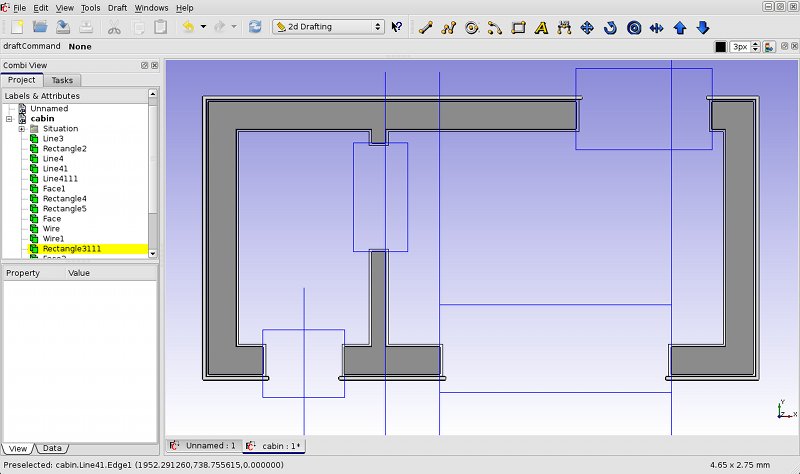 File Edit View Tools Draft Windows Help
2d Drafting
draftCommand None
3px
Combi View
Project Tasks
Labels & Attributes
Unnamed
cabin
Situation
Line3
Rectangle2
Line4
Line41
Line4111
Face1
Rectangle4
Rectangle5
Face
Wire
Wire1
Rectangle3111
Property Value
View Data
Unnamed : 1 cabin : 1*
Y
X
Preselected: cabin.Line41.Edge1 (1952.291260,738.755615,0.000000)
4.65 x 2.75 mm